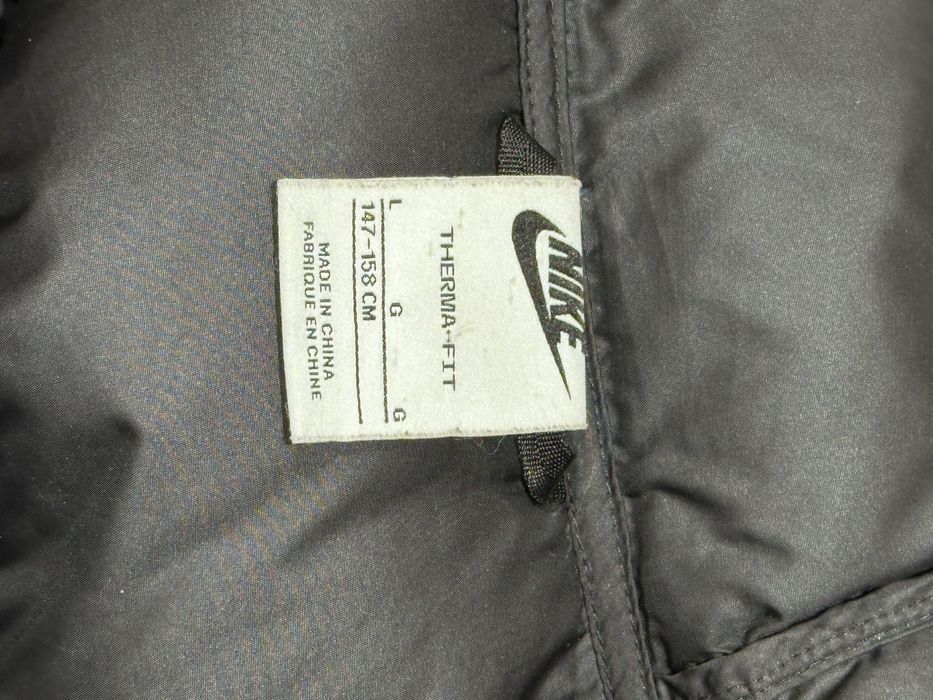 NIKE
THERMA-FIT
L G G
147-158 CM
MADE IN CHINA
FABRIQUE EN CHINE